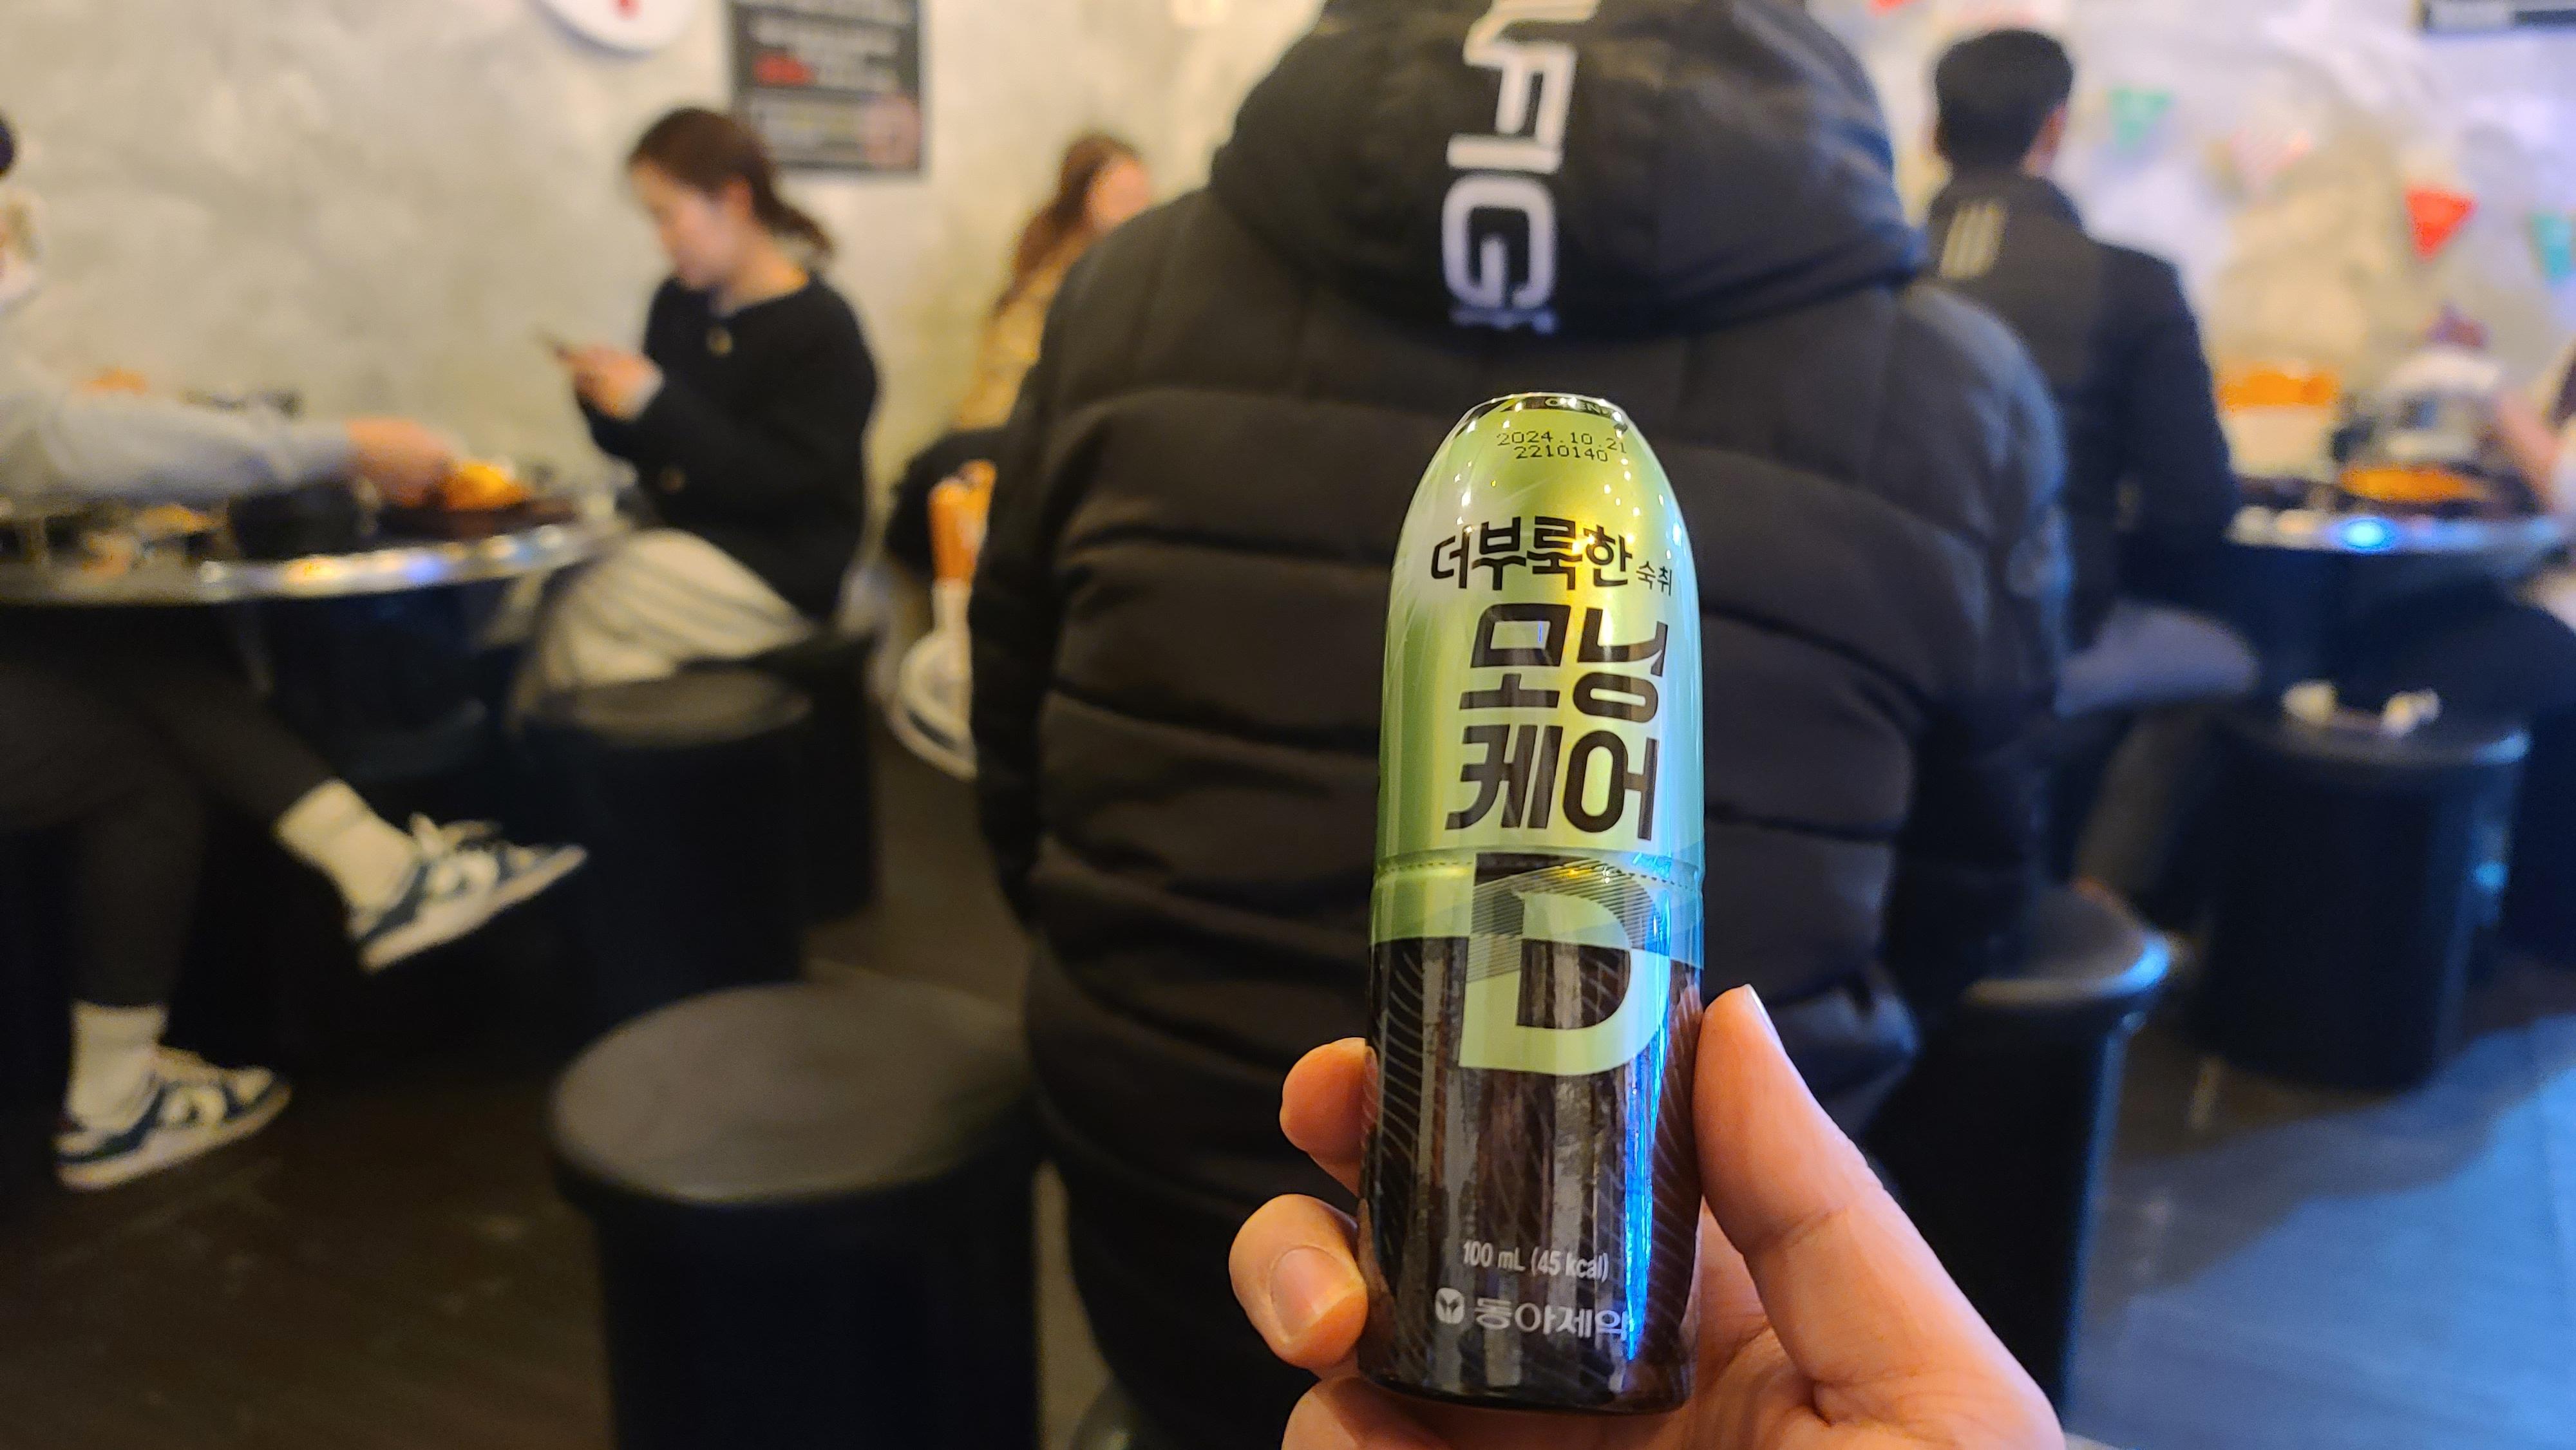 NFIG
2024.10.21
2210140
더부룩한 숙취
모닝
케어
D
100 mL (45 kcal)
동아제약